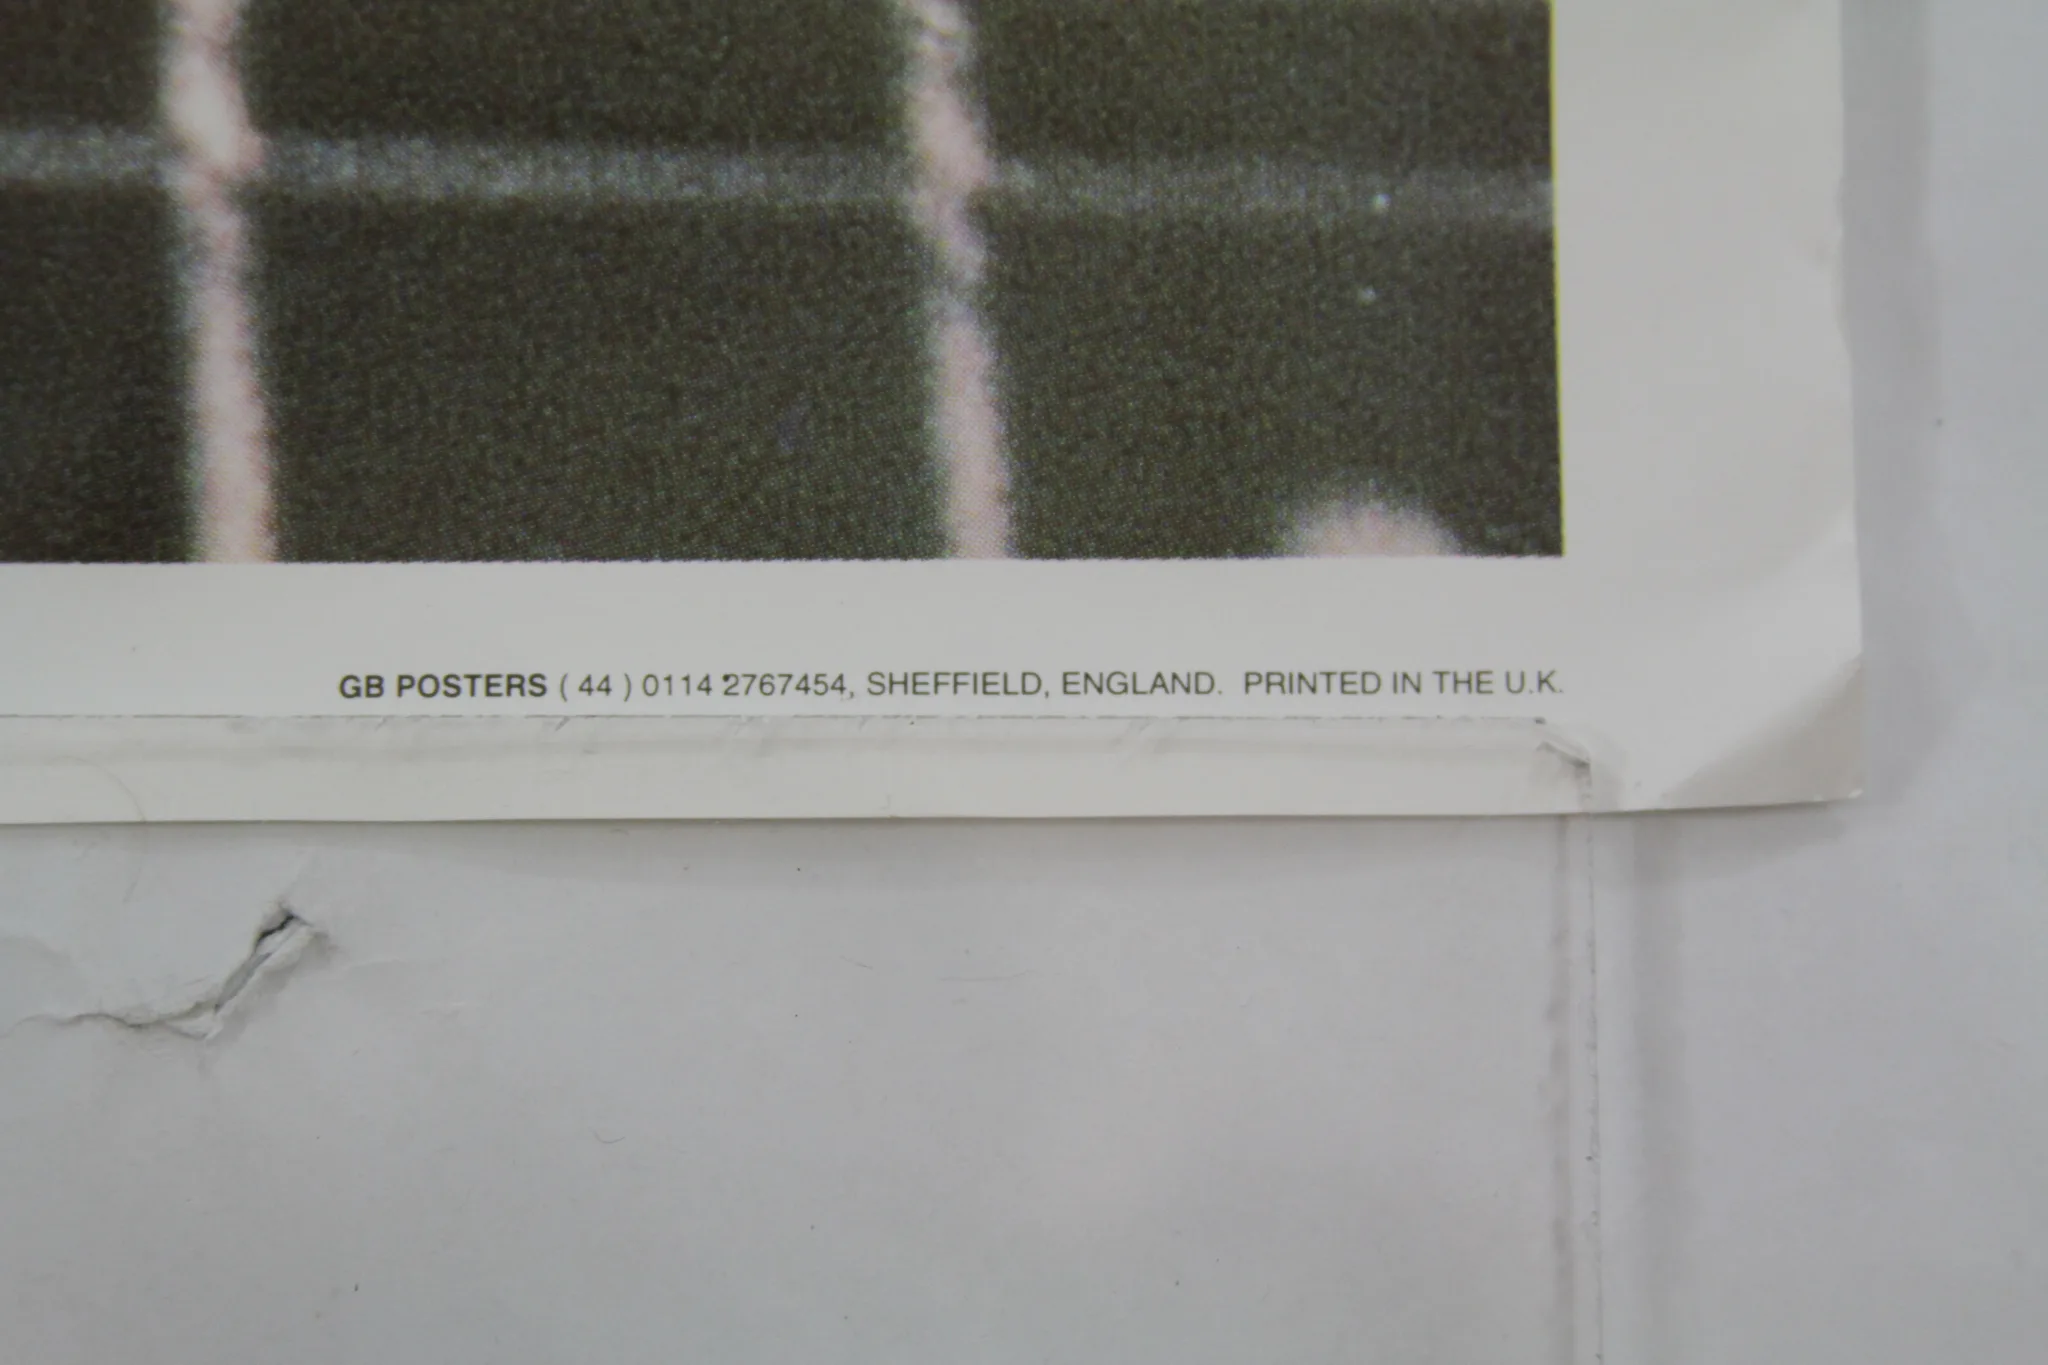 GB POSTERS ( 44 ) 0114 2767454, SHEFFIELD, ENGLAND. PRINTED IN THE U.K.